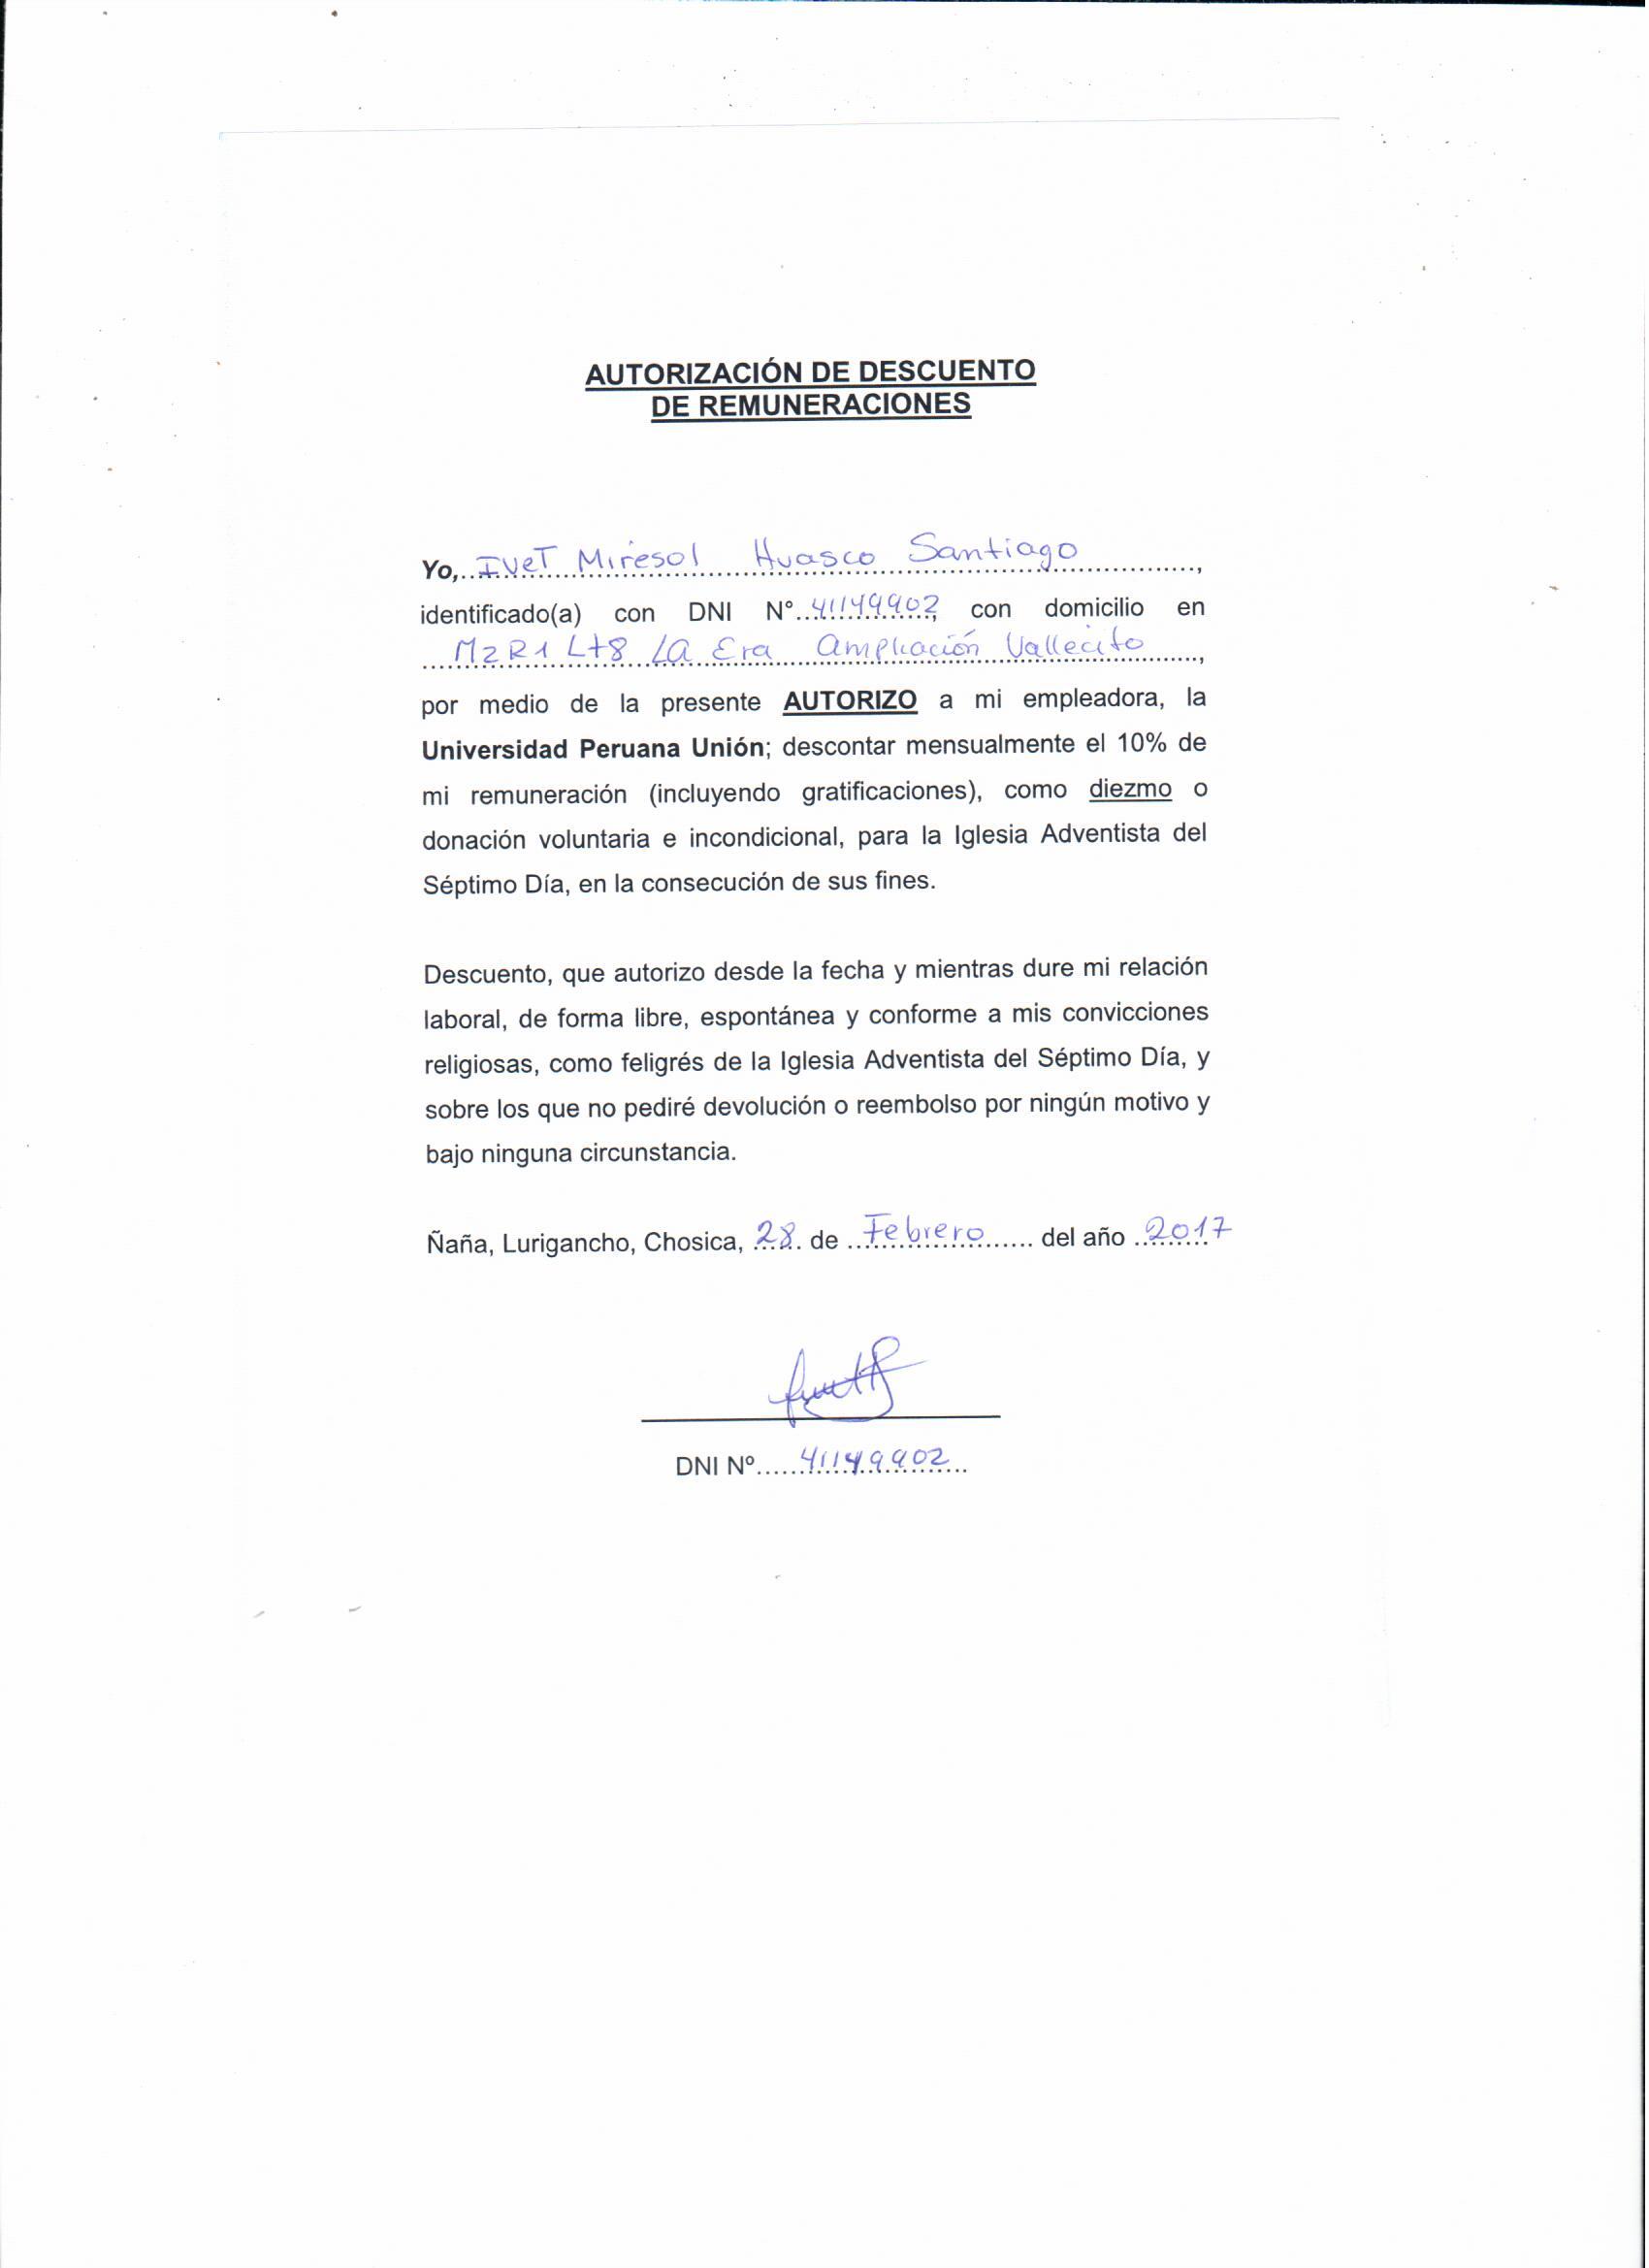 AUTORIZACIÓN DE DESCUENTO
DE REMUNERACIONES
Yo,..Ivet Miresol Huasco Santiago..................,
identificado(a) con DNI N°..41149902, con domicilio en
...Mz R1 Lt8 La Era Ampliación Vallecito.......,
por medio de la presente AUTORIZO a mi empleadora, la
Universidad Peruana Unión; descontar mensualmente el 10% de
mi remuneración (incluyendo gratificaciones), como diezmo o
donación voluntaria e incondicional, para la Iglesia Adventista del
Séptimo Día, en la consecución de sus fines.
Descuento, que autorizo desde la fecha y mientras dure mi relación
laboral, de forma libre, espontánea y conforme a mis convicciones
religiosas, como feligrés de la Iglesia Adventista del Séptimo Día, y
sobre los que no pediré devolución o reembolso por ningún motivo y
bajo ninguna circunstancia.
Ñaña, Lurigancho, Chosica, 28. de ..Febrero...... del año ..2017
DNI Nº......41149902..